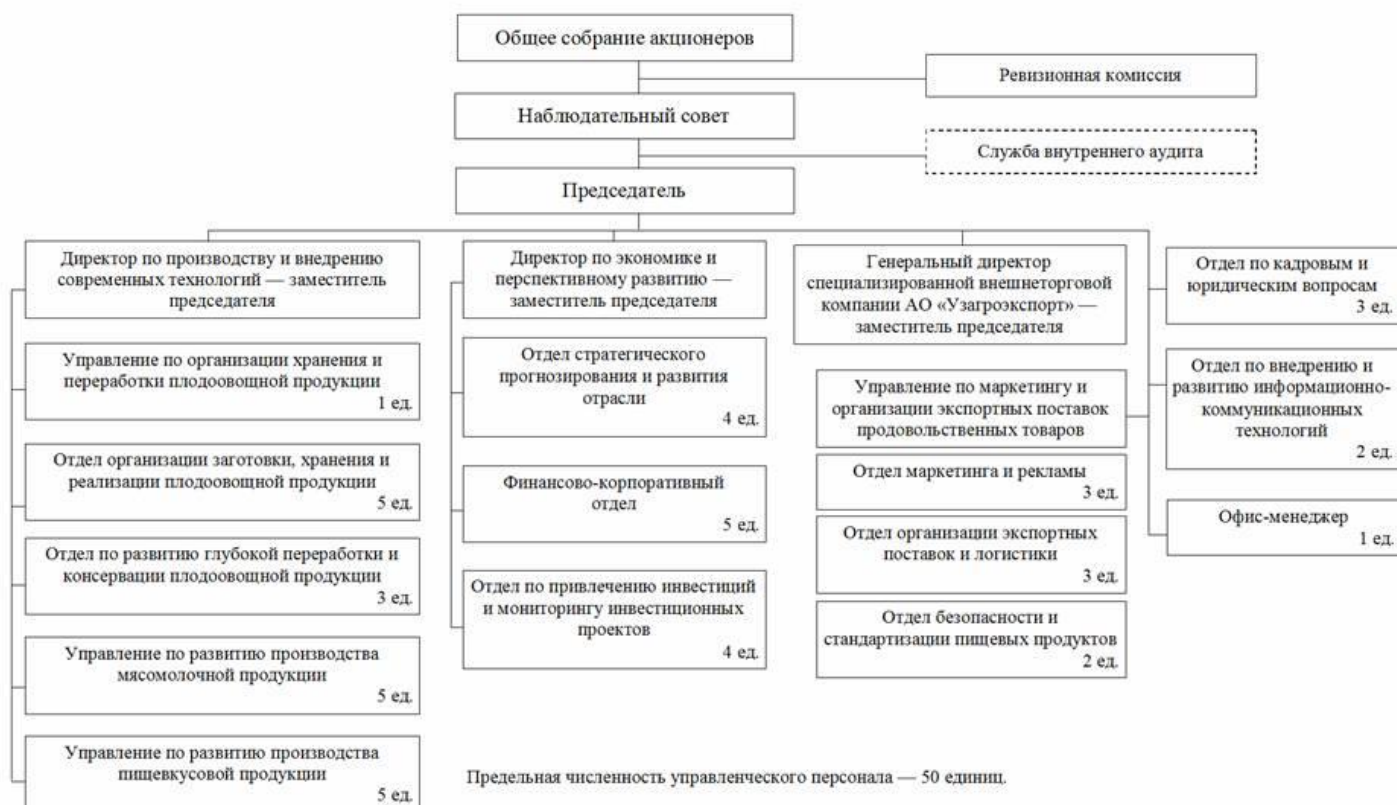 Общее собрание акционеров
Ревизионная комиссия
Наблюдательный совет
Служба внутреннего аудита
Председатель
Директор по производству и внедрению
современных технологий — заместитель
председателя
Управление по организации хранения и
переработки плодоовощной продукции
1 ед.
Отдел организации заготовки, хранения и
реализации плодоовощной продукции
5 ед.
Отдел по развитию глубокой переработки и
консервации плодоовощной продукции
3 ед.
Управление по развитию производства
мясомолочной продукции
5 ед.
Управление по развитию производства
пищевкусовой продукции
5 ед.
Директор по экономике и
перспективному развитию —
заместитель председателя
Отдел стратегического
прогнозирования и развития
отрасли
4 ед.
Финансово-корпоративный
отдел
5 ед.
Отдел по привлечению инвестиций
и мониторингу инвестиционных
проектов
4 ед.
Генеральный директор
специализированной внешнеторговой
компании АО «Узагроэкспорт» —
заместитель председателя
Управление по маркетингу и
организации экспортных поставок
продовольственных товаров
Отдел маркетинга и рекламы
3 ед.
Отдел организации экспортных
поставок и логистики
3 ед.
Отдел безопасности и
стандартизации пищевых продуктов
2 ед.
Отдел по кадровым и
юридическим вопросам
3 ед.
Отдел по внедрению и
развитию информационно-
коммуникационных
технологий
2 ед.
Офис-менеджер
1 ед.
Предельная численность управленческого персонала — 50 единиц.